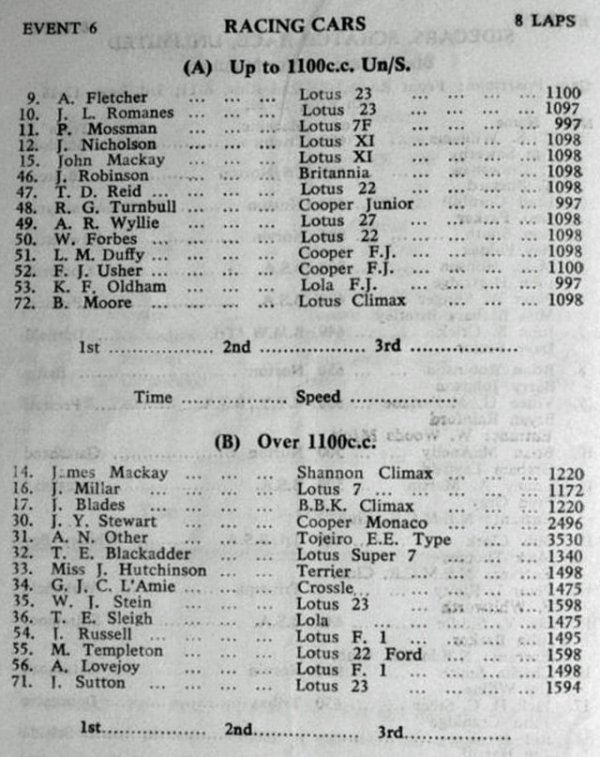 EVENT 6 RACING CARS 8 LAPS
(A) Up to 1100c.c. Un/S.
9. A. Fletcher ... ... ... Lotus 23 ... ... ... 1100
10. J. L. Romanes ... ... ... Lotus 23 ... ... ... 1097
11. P. Mossman ... ... ... Lotus 7F ... ... ... 997
12. J. Nicholson ... ... ... Lotus XI ... ... ... 1098
15. John Mackay ... ... ... Lotus XI ... ... ... 1098
46. J. Robinson ... ... ... Britannia ... ... ... 1098
47. T. D. Reid ... ... ... Lotus 22 ... ... ... 1098
48. R. G. Turnbull ... ... ... Cooper Junior ... ... 997
49. A. R. Wyllie ... ... ... Lotus 27 ... ... ... 1098
50. W. Forbes ... ... ... Lotus 22 ... ... ... 1098
51. L. M. Duffy ... ... ... Cooper F.J. ... ... ... 1098
52. F. J. Usher ... ... ... Cooper F.J. ... ... ... 1100
53. K. F. Oldham ... ... ... Lola F.J. ... ... ... 997
72. B. Moore ... ... ... Lotus Climax ... ... 1098
1st .................. 2nd .................. 3rd ..................
Time .................. Speed ..................
(B) Over 1100c.c.
14. James Mackay ... ... ... Shannon Climax ... ... 1220
16. J. Millar ... ... ... Lotus 7 ... ... ... ... 1172
17. J. Blades ... ... ... B.B.K. Climax ... ... 1220
30. J. Y. Stewart ... ... ... Cooper Monaco ... ... 2496
31. A. N. Other ... ... ... Tojeiro E.E. Type ... 3530
32. T. E. Blackadder ... ... Lotus Super 7 ... ... 1340
33. Miss J. Hutchinson ... ... Terrier ... ... ... ... 1498
34. G. J. C. L'Amie ... ... ... Crossle ... ... ... ... 1475
35. W. J. Stein ... ... ... Lotus 23 ... ... ... 1598
36. T. E. Sleigh ... ... ... Lola ... ... ... ... 1475
54. J. Russell ... ... ... Lotus F. 1 ... ... ... 1495
55. M. Templeton ... ... ... Lotus 22 Ford ... ... 1598
56. A. Lovejoy ... ... ... Lotus F. 1 ... ... ... 1498
71. J. Sutton ... ... ... Lotus 23 ... ... ... 1594
1st.................. 2nd.................. 3rd..................